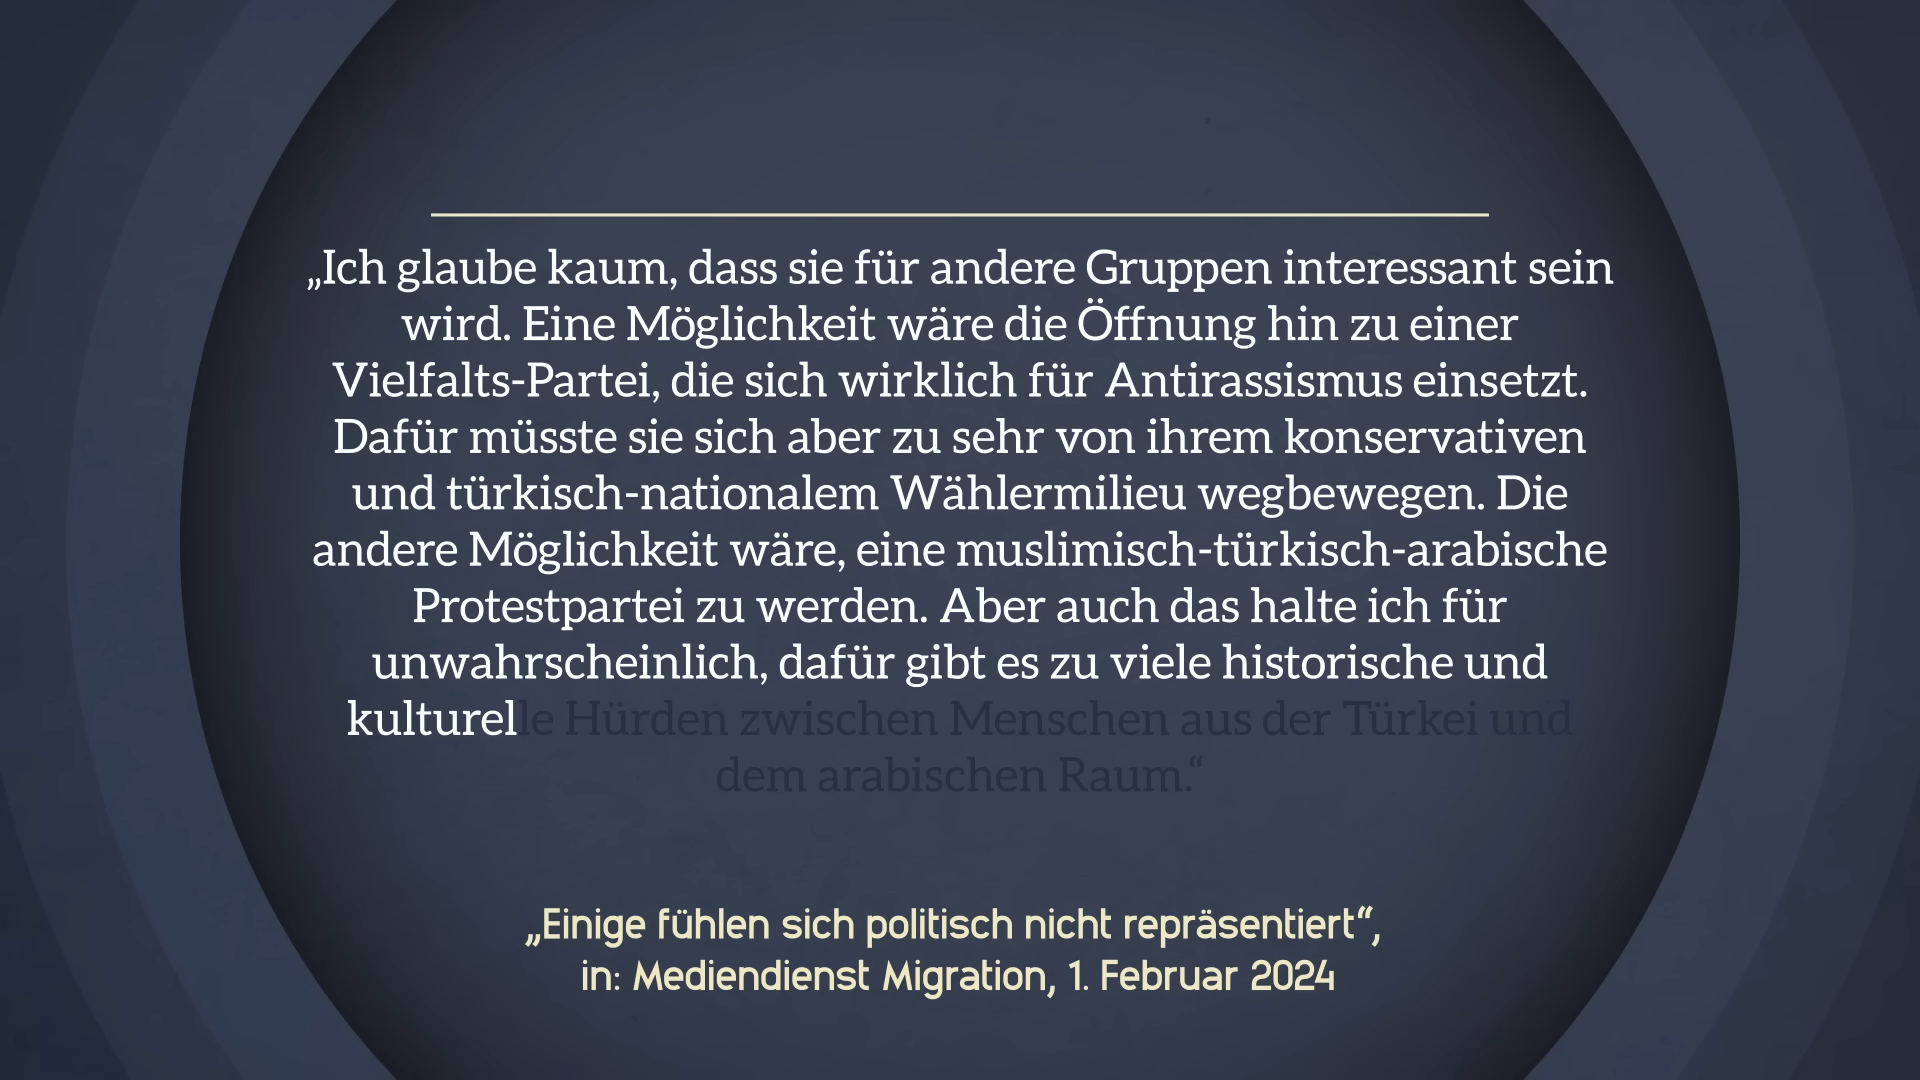 „Ich glaube kaum, dass sie für andere Gruppen interessant sein
wird. Eine Möglichkeit wäre die Öffnung hin zu einer
Vielfalts-Partei, die sich wirklich für Antirassismus einsetzt.
Dafür müsste sie sich aber zu sehr von ihrem konservativen
und türkisch-nationalem Wählermilieu wegbewegen. Die
andere Möglichkeit wäre, eine muslimisch-türkisch-arabische
Protestpartei zu werden. Aber auch das halte ich für
unwahrscheinlich, dafür gibt es zu viele historische und
kulturelle Hürden zwischen Menschen aus der Türkei und
dem arabischen Raum.“
„Einige fühlen sich politisch nicht repräsentiert“,
in: Mediendienst Migration, 1. Februar 2024